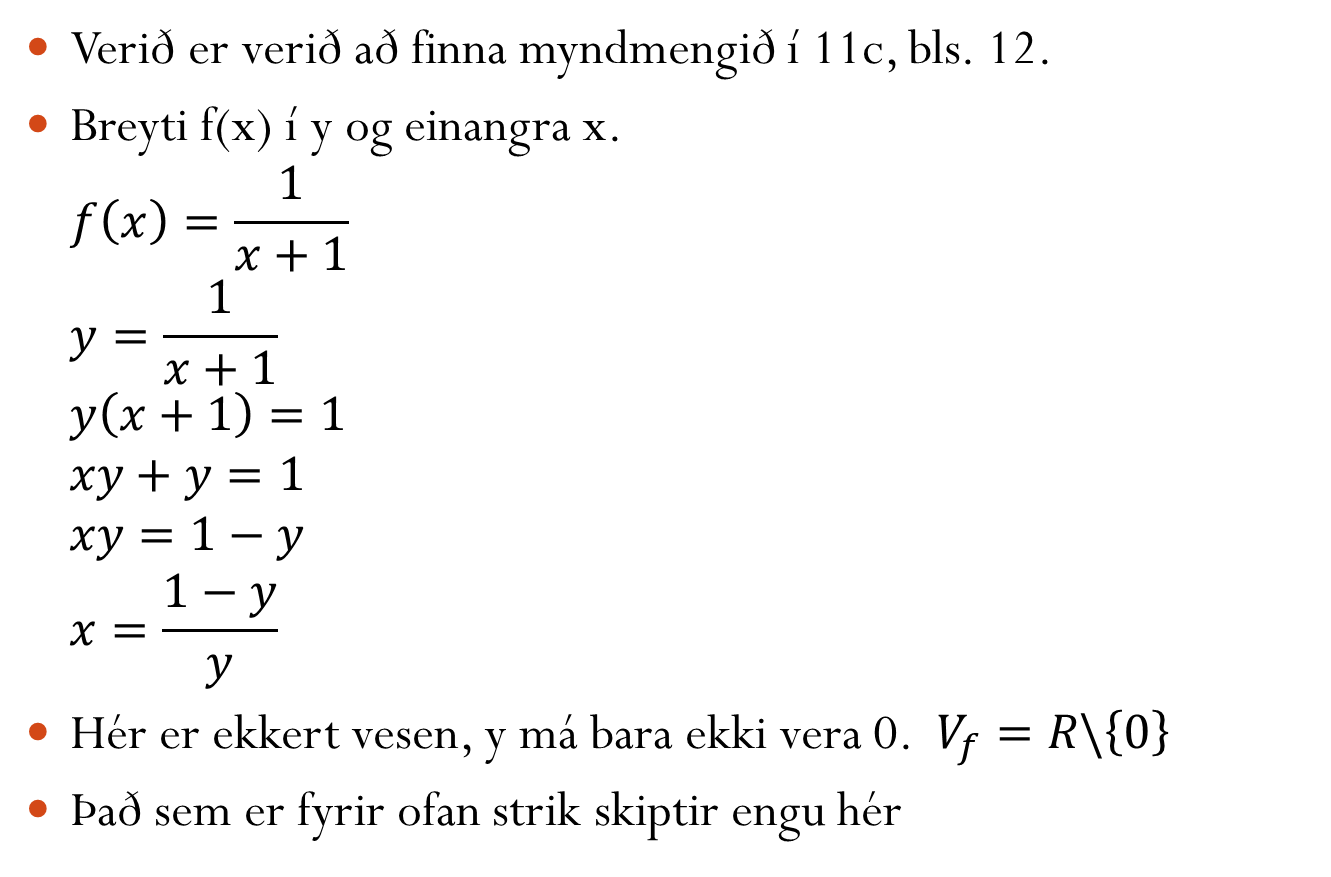 • Verið er verið að finna myndmengið í 11c, bls. 12.
• Breyti f(x) í y og einangra x.
f(x) = 1/(x + 1)
y = 1/(x + 1)
y(x + 1) = 1
xy + y = 1
xy = 1 − y
x = (1 − y)/y
• Hér er ekkert vesen, y má bara ekki vera 0. V_f = R\{0}
• Það sem er fyrir ofan strik skiptir engu hér